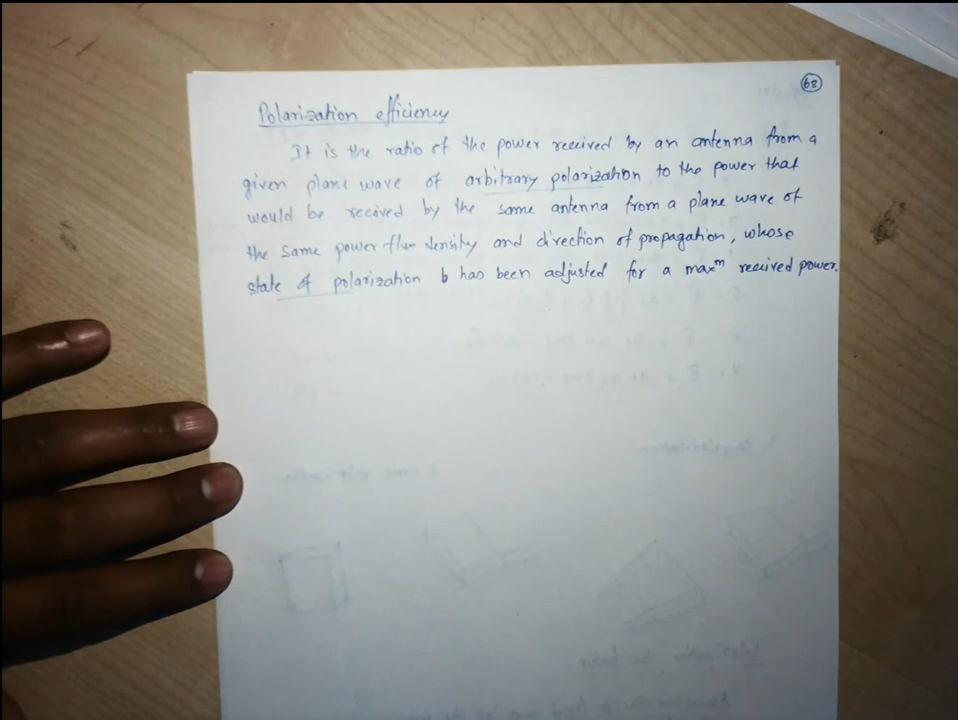 68
Polarization efficiency
It is the ratio of the power received by an antenna from a
given plane wave of arbitrary polarization to the power that
would be recived by the same antenna from a plane wave of
the same power flux density and direction of propagation, whose
state of polarization has been adjusted for a maxᵐ received power.